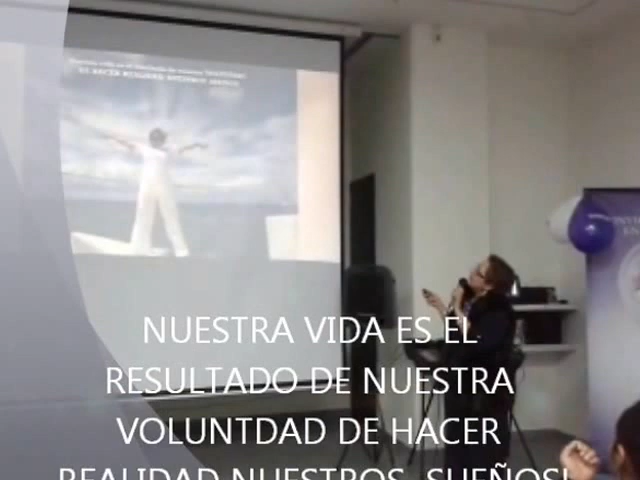 NUESTRA VIDA ES EL
RESULTADO DE NUESTRA
VOLUNTDAD DE HACER
REALIDAD NUESTROS SUEÑOS!